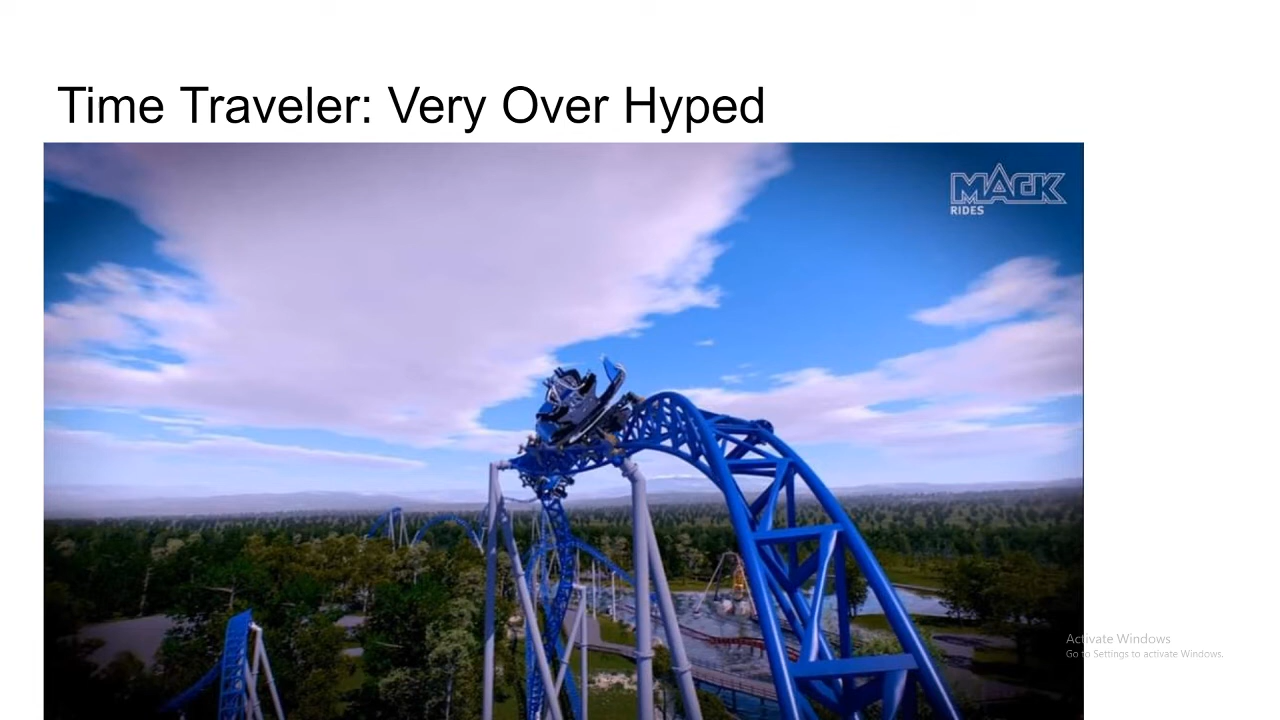 Time Traveler: Very Over Hyped
MACK
RIDES
Activate Windows
Go to Settings to activate Windows.